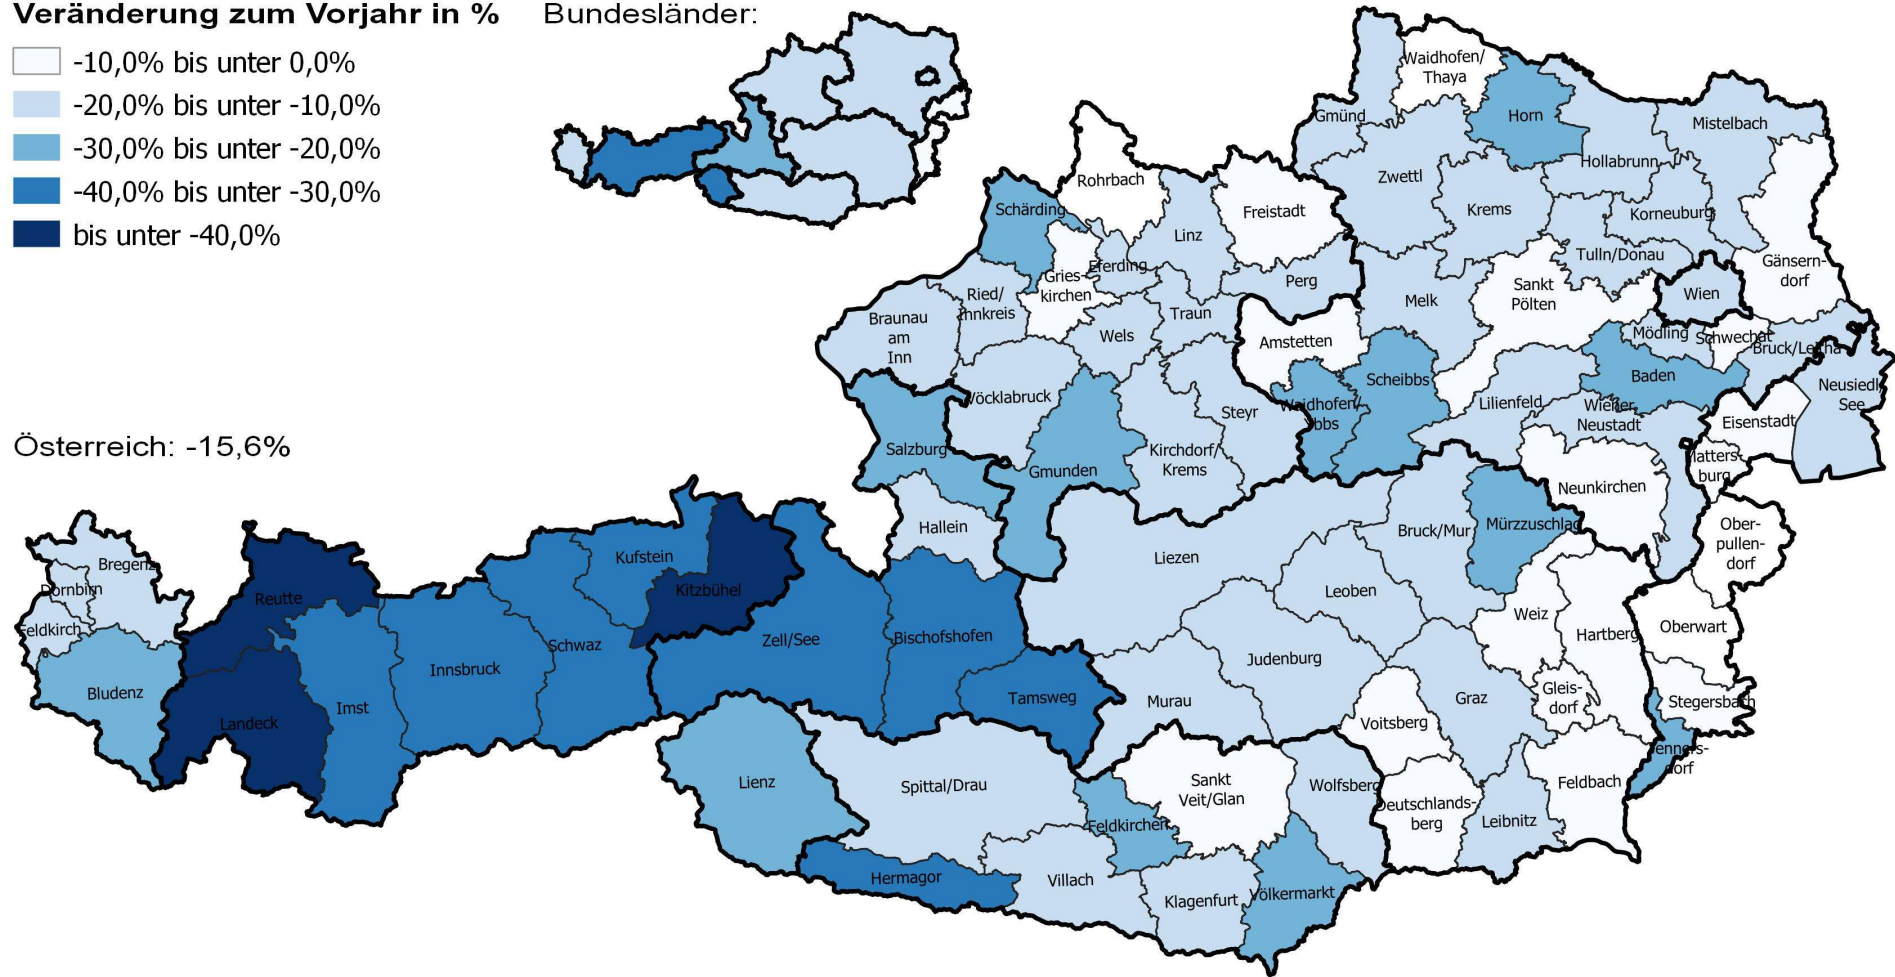 Veränderung zum Vorjahr in %
-10,0% bis unter 0,0%
-20,0% bis unter -10,0%
-30,0% bis unter -20,0%
-40,0% bis unter -30,0%
bis unter -40,0%
Bundesländer:
Österreich: -15,6%
Waidhofen/
Thaya
Gmünd
Horn
Mistelbach
Hollabrunn
Zwettl
Krems
Korneuburg
Rohrbach
Schärding
Freistadt
Linz
Tulln/Donau
Gänsern-
dorf
Eferding
Gries-
kirchen
Perg
Melk
Sankt
Pölten
Wien
Ried/
Innkreis
Braunau
am
Inn
Wels
Traun
Amstetten
Mödling
Schwechat
Bruck/Leitha
Scheibbs
Baden
Neusiedl/
See
Vöcklabruck
Steyr
Waidhofen/
Ybbs
Lilienfeld
Wiener
Neustadt
Eisenstadt
Salzburg
Gmunden
Kirchdorf/
Krems
Matters-
burg
Neunkirchen
Hallein
Liezen
Bruck/Mur
Mürzzuschlag
Ober-
pullen-
dorf
Bregenz
Dornbirn
Feldkirch
Reutte
Kufstein
Kitzbühel
Leoben
Weiz
Hartberg
Oberwart
Schwaz
Zell/See
Bischofshofen
Innsbruck
Judenburg
Bludenz
Landeck
Imst
Tamsweg
Murau
Graz
Gleis-
dorf
Stegersbach
Voitsberg
Jenners-
dorf
Lienz
Spittal/Drau
Sankt
Veit/Glan
Wolfsberg
Feldbach
Deutschlands-
berg
Leibnitz
Feldkirchen
Hermagor
Villach
Klagenfurt
Völkermarkt